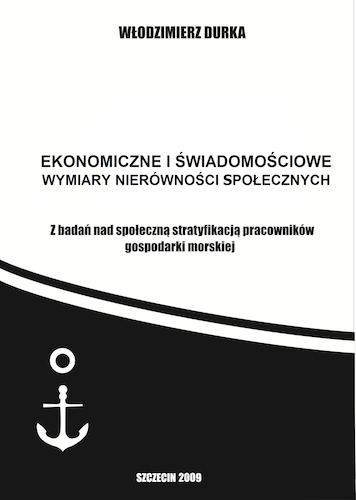 WŁODZIMIERZ DURKA
EKONOMICZNE I ŚWIADOMOŚCIOWE
WYMIARY NIERÓWNOŚCI SPOŁECZNYCH
Z badań nad społeczną stratyfikacją pracowników
gospodarki morskiej
SZCZECIN 2009